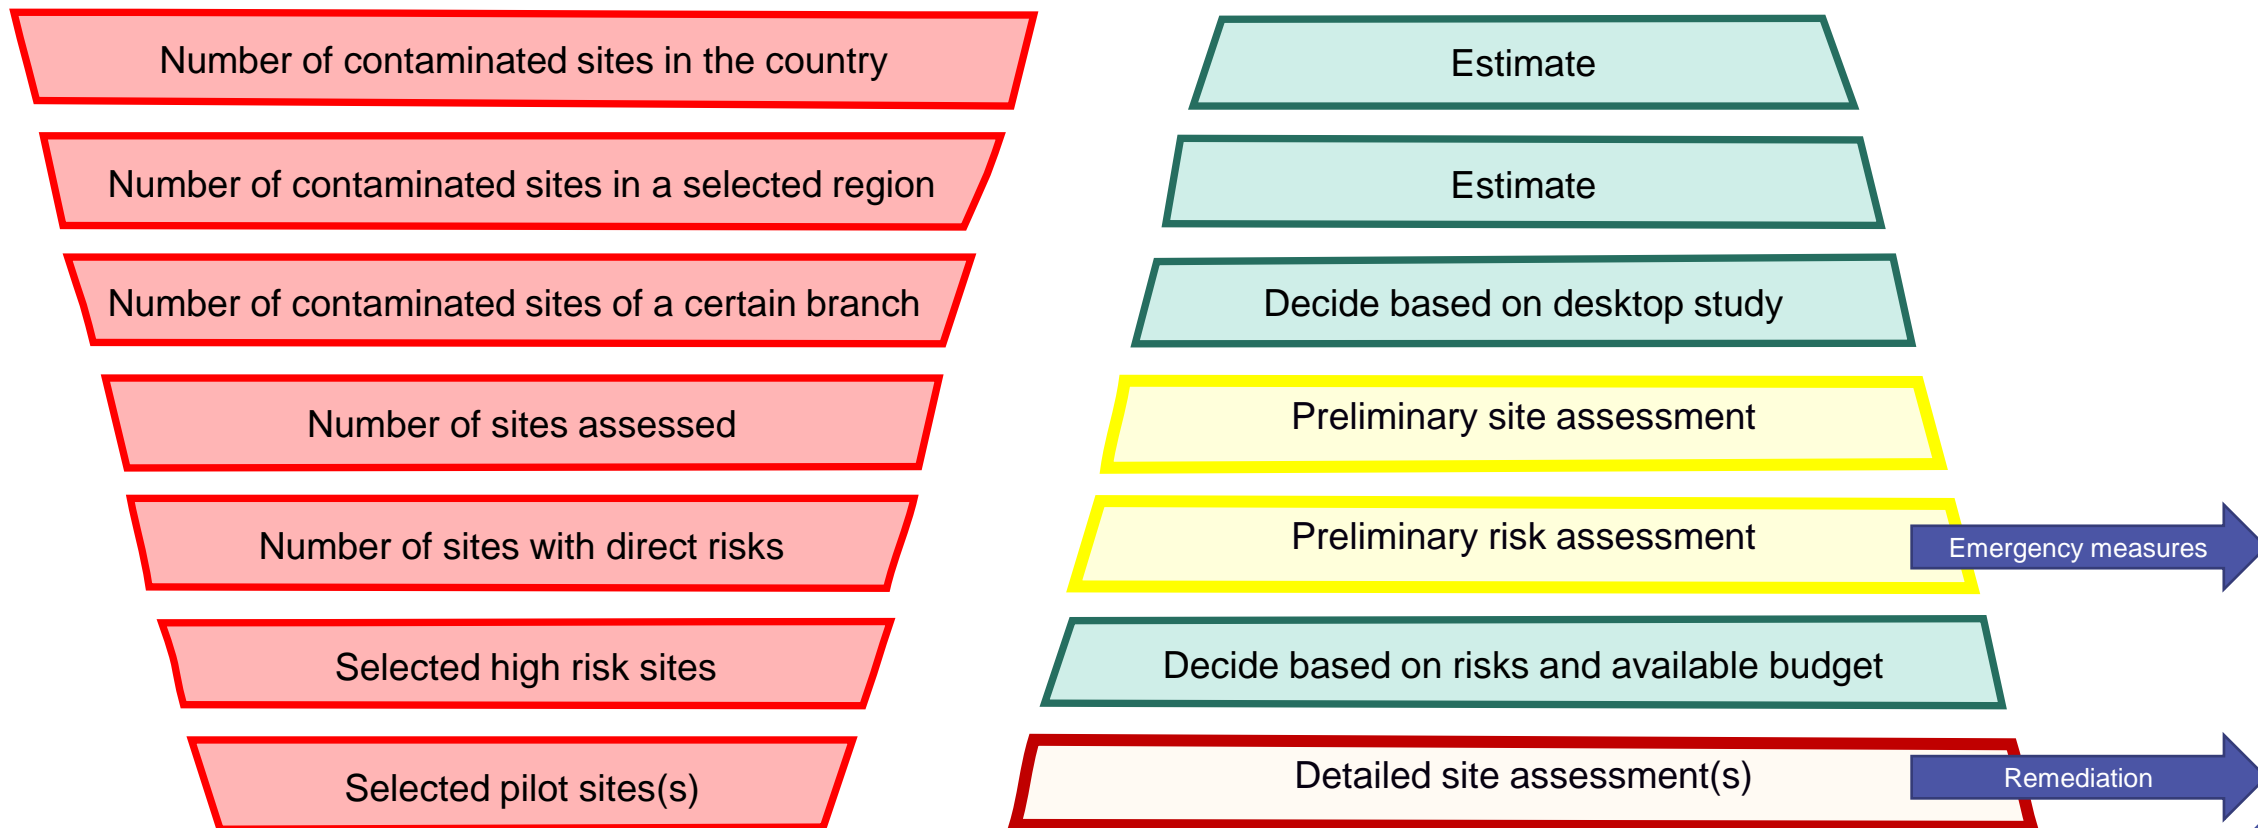 Number of contaminated sites in the country
Estimate
Number of contaminated sites in a selected region
Estimate
Number of contaminated sites of a certain branch
Decide based on desktop study
Number of sites assessed
Preliminary site assessment
Number of sites with direct risks
Preliminary risk assessment
Emergency measures
Selected high risk sites
Decide based on risks and available budget
Selected pilot sites(s)
Detailed site assessment(s)
Remediation